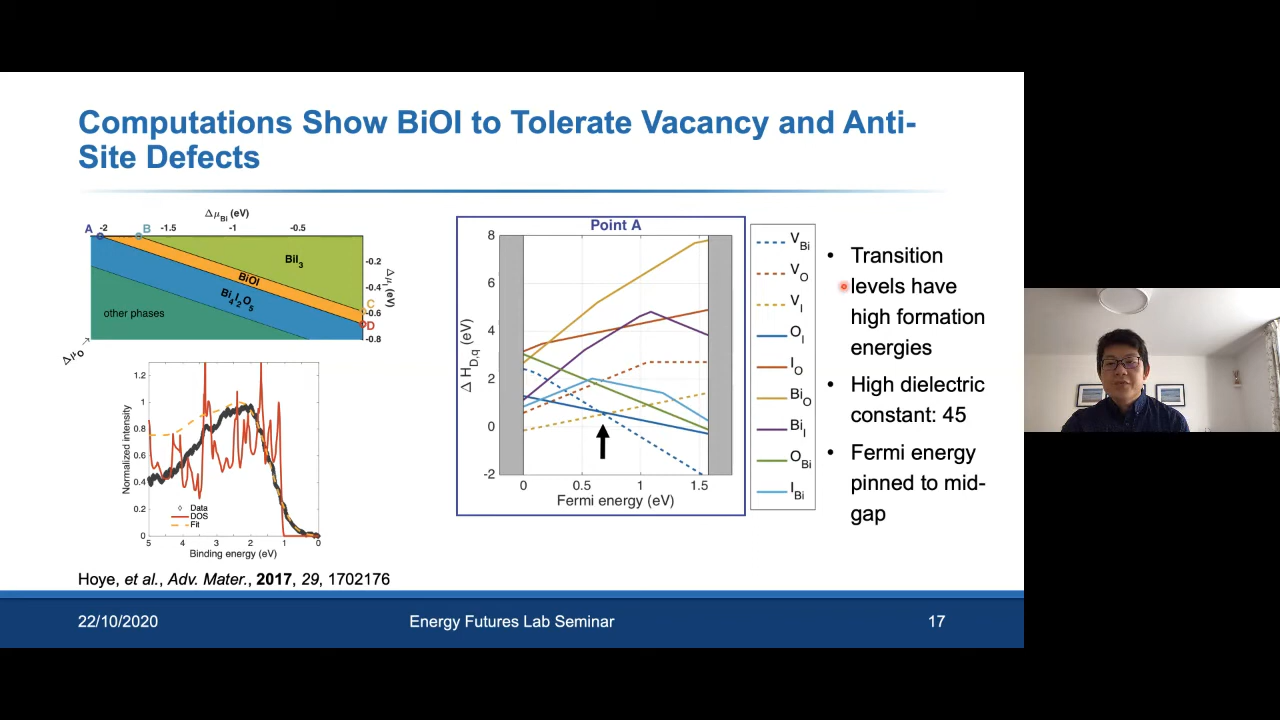 Computations Show BiOI to Tolerate Vacancy and Anti-
Site Defects
Δμ_Bi (eV)
A -2 B -1.5 -1 -0.5
BiI3
BiOI
Bi4I2O5
other phases
-0.2
-0.4
-0.6
-0.8
C
D
Δμ_I (eV)
Δμ_O
Normalized intensity
1.2
1
0.8
0.6
0.4
0.2
0
Data
DOS
Fit
5 4 3 2 1 0
Binding energy (eV)
Point A
Δ H_D,q (eV)
8
6
4
2
0
-2
0 0.5 1 1.5
Fermi energy (eV)
V_Bi
V_O
V_I
O_I
I_O
Bi_O
Bi_I
O_Bi
I_Bi
• Transition
levels have
high formation
energies
• High dielectric
constant: 45
• Fermi energy
pinned to mid-
gap
Hoye, et al., Adv. Mater., 2017, 29, 1702176
22/10/2020 Energy Futures Lab Seminar 17